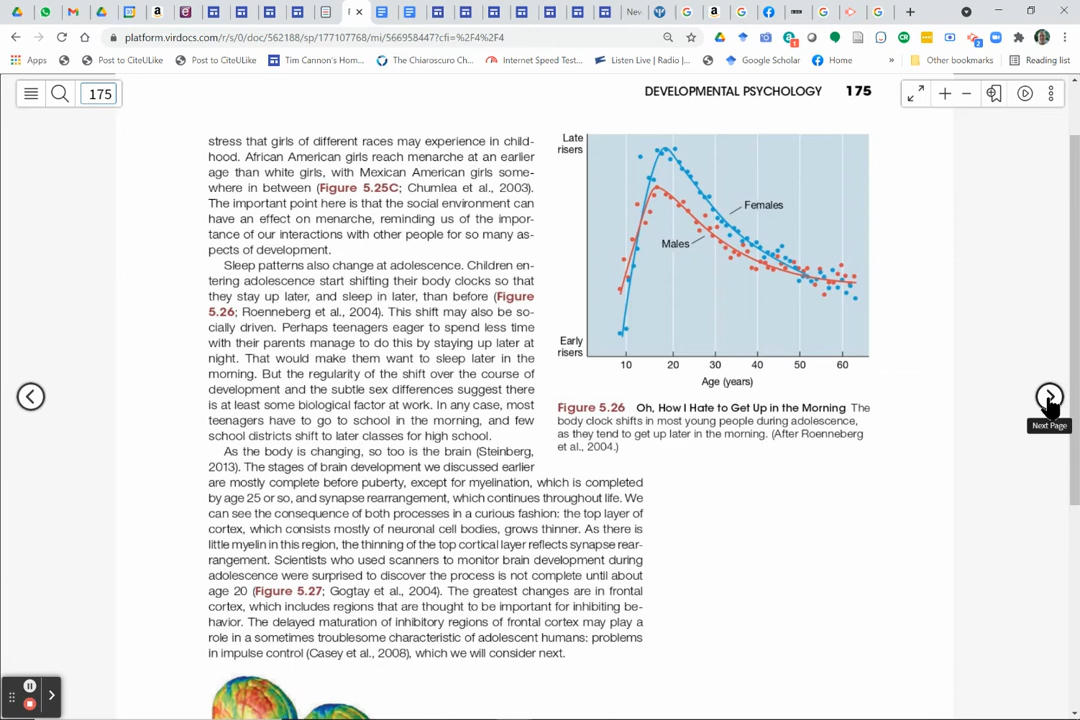 New
platform.virdocs.com/r/s/0/doc/562188/sp/177107768/mi/566958447?cfi=%2F4%2F4
Apps
Post to CiteULike
Post to CiteULike
Tim Cannon's Hom...
The Chiaroscuro Ch...
Internet Speed Test...
Listen Live | Radio |...
Google Scholar
Home
»
Other bookmarks
Reading list
175
DEVELOPMENTAL PSYCHOLOGY 175
stress that girls of different races may experience in child-
hood. African American girls reach menarche at an earlier
age than white girls, with Mexican American girls some-
where in between (Figure 5.25C; Chumlea et al., 2003).
The important point here is that the social environment can
have an effect on menarche, reminding us of the impor-
tance of our interactions with other people for so many as-
pects of development.
Sleep patterns also change at adolescence. Children en-
tering adolescence start shifting their body clocks so that
they stay up later, and sleep in later, than before (Figure
5.26; Roenneberg et al., 2004). This shift may also be so-
cially driven. Perhaps teenagers eager to spend less time
with their parents manage to do this by staying up later at
night. That would make them want to sleep later in the
morning. But the regularity of the shift over the course of
development and the subtle sex differences suggest there
is at least some biological factor at work. In any case, most
teenagers have to go to school in the morning, and few
school districts shift to later classes for high school.
As the body is changing, so too is the brain (Steinberg,
2013). The stages of brain development we discussed earlier
are mostly complete before puberty, except for myelination, which is completed
by age 25 or so, and synapse rearrangement, which continues throughout life. We
can see the consequence of both processes in a curious fashion: the top layer of
cortex, which consists mostly of neuronal cell bodies, grows thinner. As there is
little myelin in this region, the thinning of the top cortical layer reflects synapse rear-
rangement. Scientists who used scanners to monitor brain development during
adolescence were surprised to discover the process is not complete until about
age 20 (Figure 5.27; Gogtay et al., 2004). The greatest changes are in frontal
cortex, which includes regions that are thought to be important for inhibiting be-
havior. The delayed maturation of inhibitory regions of frontal cortex may play a
role in a sometimes troublesome characteristic of adolescent humans: problems
in impulse control (Casey et al., 2008), which we will consider next.
Late
risers
Females
Males
Early
risers
10 20 30 40 50 60
Age (years)
Figure 5.26 Oh, How I Hate to Get Up in the Morning The
body clock shifts in most young people during adolescence,
as they tend to get up later in the morning. (After Roenneberg
et al., 2004.)
Next Page